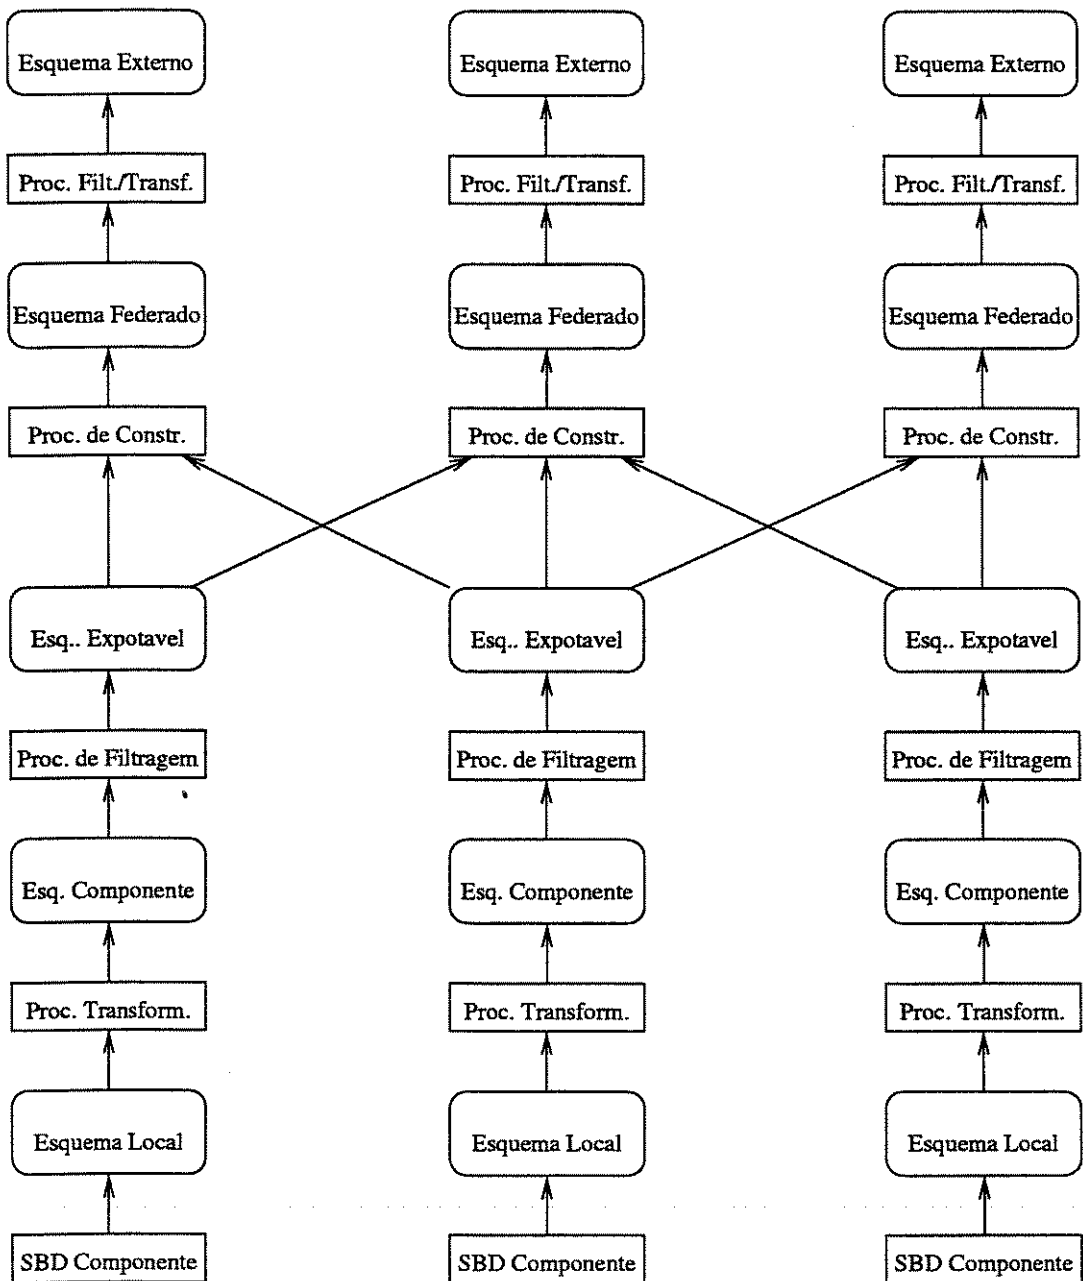 Esquema Externo
Esquema Externo
Esquema Externo
Proc. Filt./Transf.
Proc. Filt./Transf.
Proc. Filt./Transf.
Esquema Federado
Esquema Federado
Esquema Federado
Proc. de Constr.
Proc. de Constr.
Proc. de Constr.
Esq.. Expotavel
Esq.. Expotavel
Esq.. Expotavel
Proc. de Filtragem
Proc. de Filtragem
Proc. de Filtragem
Esq. Componente
Esq. Componente
Esq. Componente
Proc. Transform.
Proc. Transform.
Proc. Transform.
Esquema Local
Esquema Local
Esquema Local
SBD Componente
SBD Componente
SBD Componente